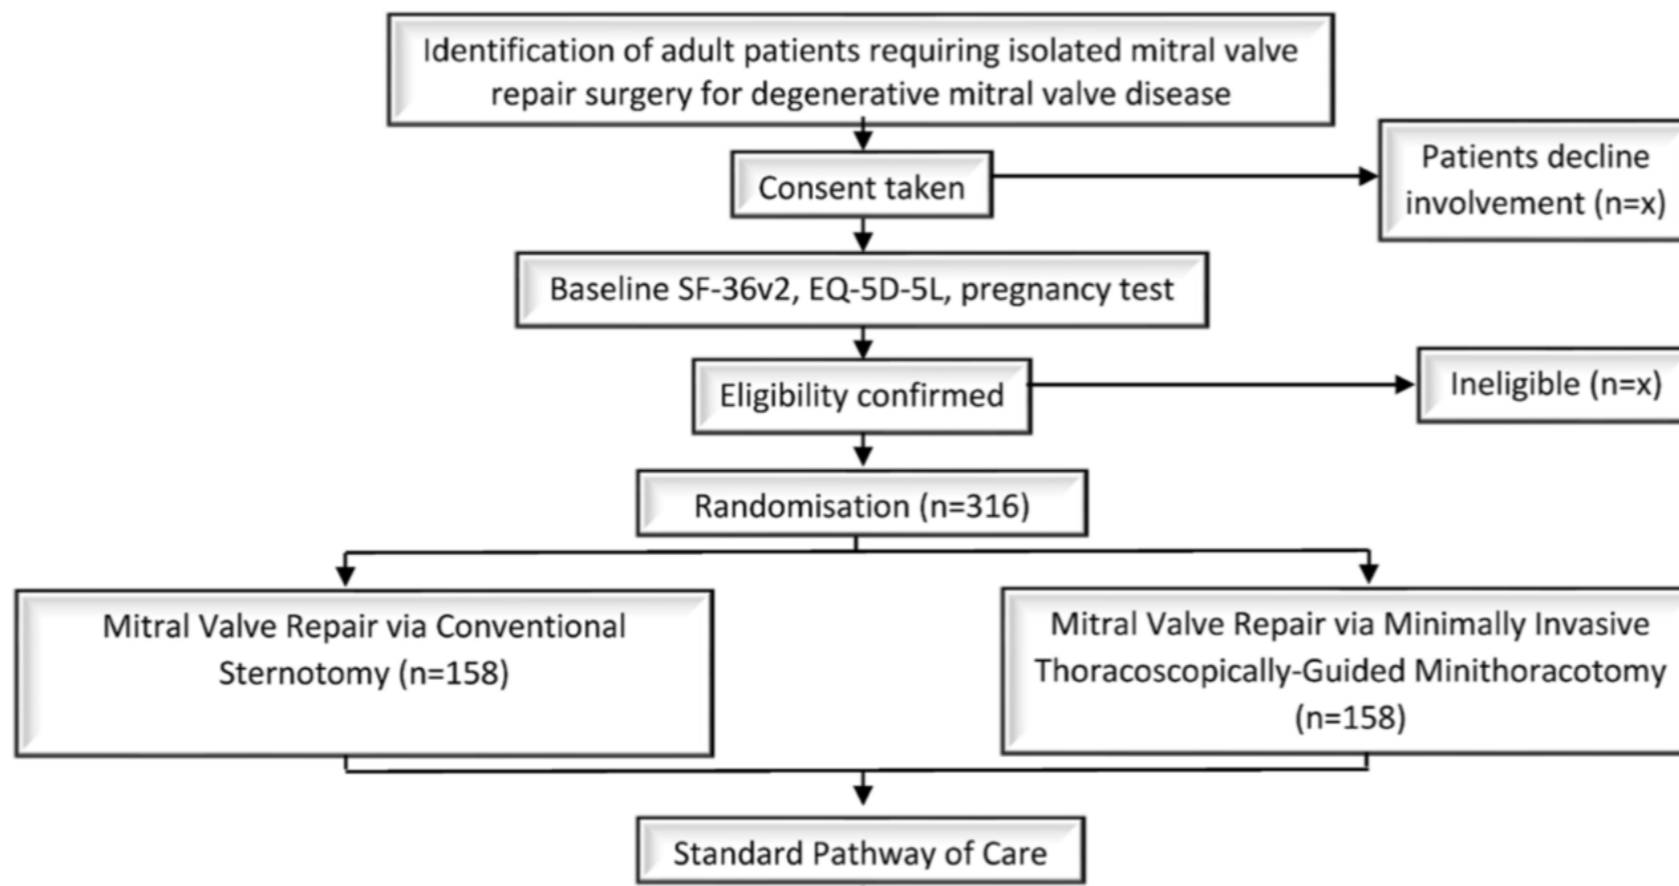 Identification of adult patients requiring isolated mitral valve
repair surgery for degenerative mitral valve disease
Consent taken
Patients decline
involvement (n=x)
Baseline SF-36v2, EQ-5D-5L, pregnancy test
Eligibility confirmed
Ineligible (n=x)
Randomisation (n=316)
Mitral Valve Repair via Conventional
Sternotomy (n=158)
Mitral Valve Repair via Minimally Invasive
Thoracoscopically-Guided Minithoracotomy
(n=158)
Standard Pathway of Care